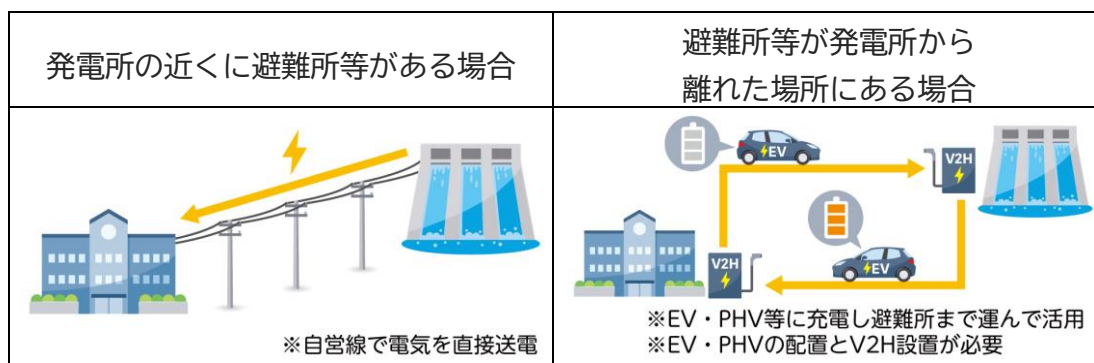 発電所の近くに避難所等がある場合
避難所等が発電所から
離れた場所にある場合
※自営線で電気を直接送電
EV
V2H
V2H
EV
※EV・PHV等に充電し避難所まで運んで活用
※EV・PHVの配置とV2H設置が必要